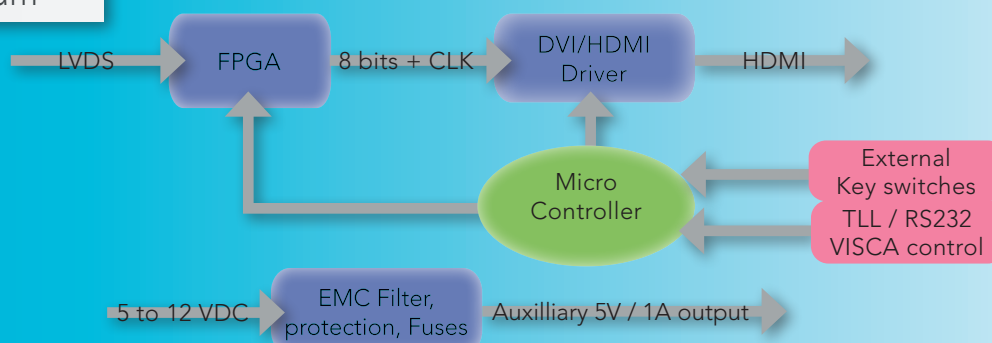 LVDS
FPGA
8 bits + CLK
DVI/HDMI
Driver
HDMI
Micro
Controller
External
Key switches
TLL / RS232
VISCA control
5 to 12 VDC
EMC Filter,
protection, Fuses
Auxilliary 5V / 1A output